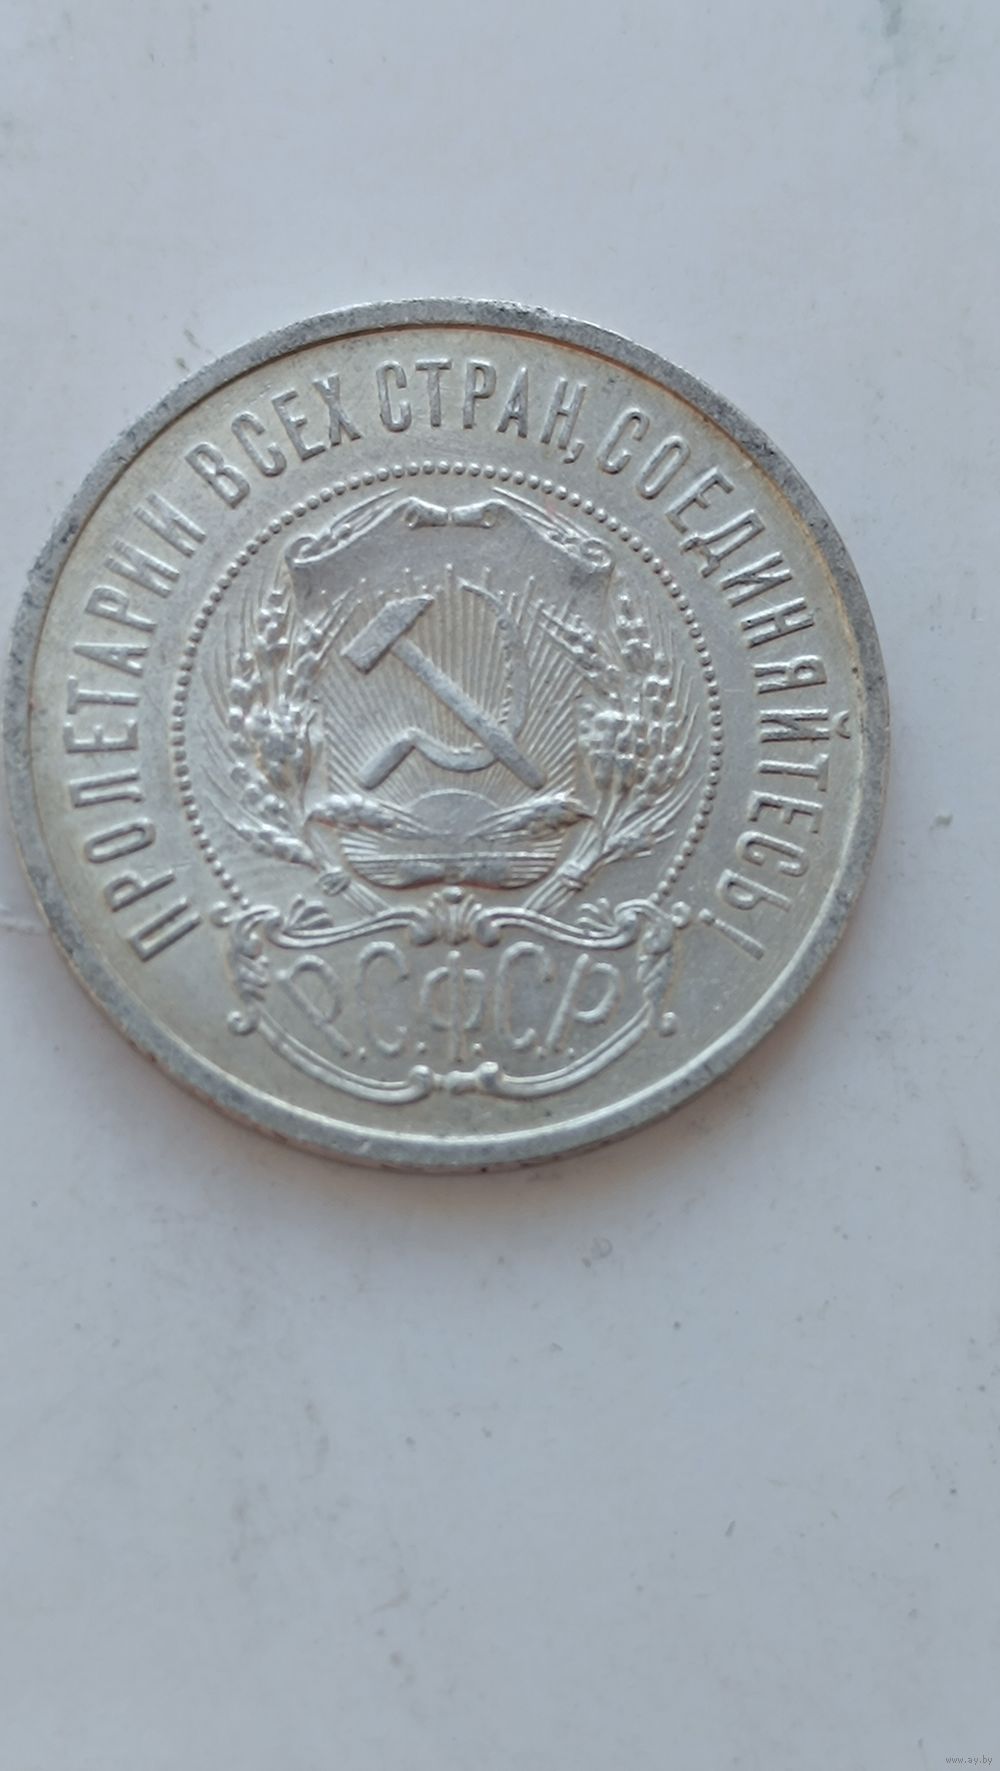 ПРОЛЕТАРИИ ВСЕХ СТРАН, СОЕДИНЯЙТЕСЬ!
Р.С.Ф.С.Р.
www.ay.by